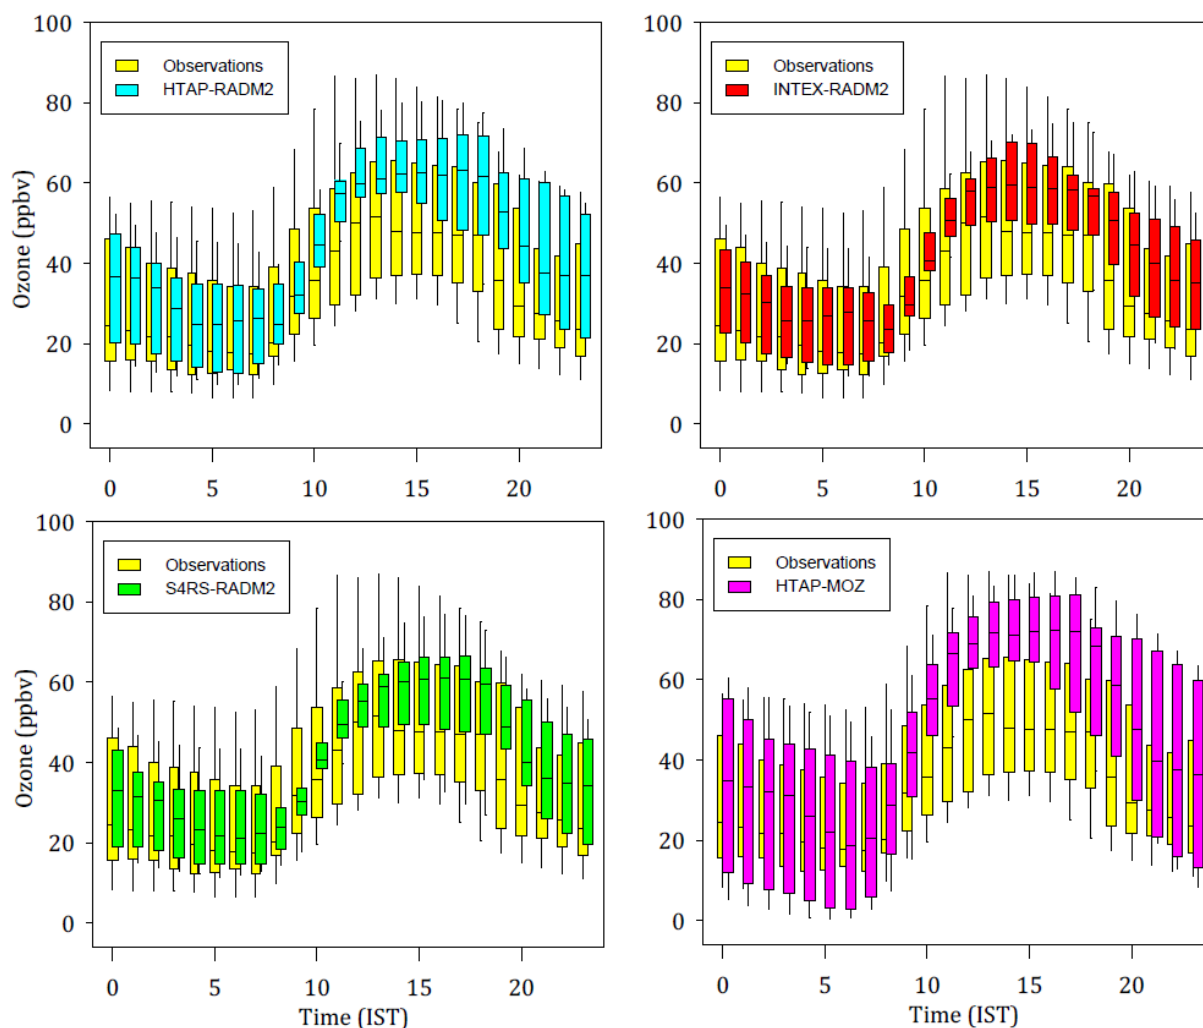 100
80
60
40
20
0
Ozone (ppbv)
Observations
HTAP-RADM2
0 5 10 15 20
100
80
60
40
20
0
Observations
INTEX-RADM2
0 5 10 15 20
100
80
60
40
20
0
Ozone (ppbv)
Observations
S4RS-RADM2
0 5 10 15 20
Time (IST)
100
80
60
40
20
0
Observations
HTAP-MOZ
0 5 10 15 20
Time (IST)